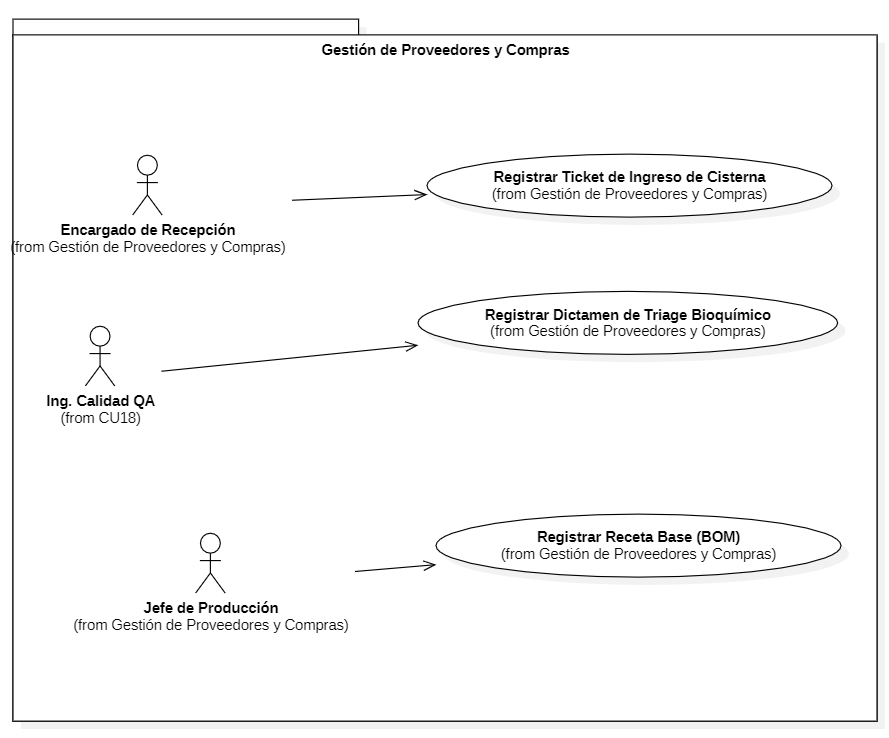 Gestión de Proveedores y Compras
Registrar Ticket de Ingreso de Cisterna
(from Gestión de Proveedores y Compras)
Encargado de Recepción
(from Gestión de Proveedores y Compras)
Registrar Dictamen de Triage Bioquímico
(from Gestión de Proveedores y Compras)
Ing. Calidad QA
(from CU18)
Registrar Receta Base (BOM)
(from Gestión de Proveedores y Compras)
Jefe de Producción
(from Gestión de Proveedores y Compras)